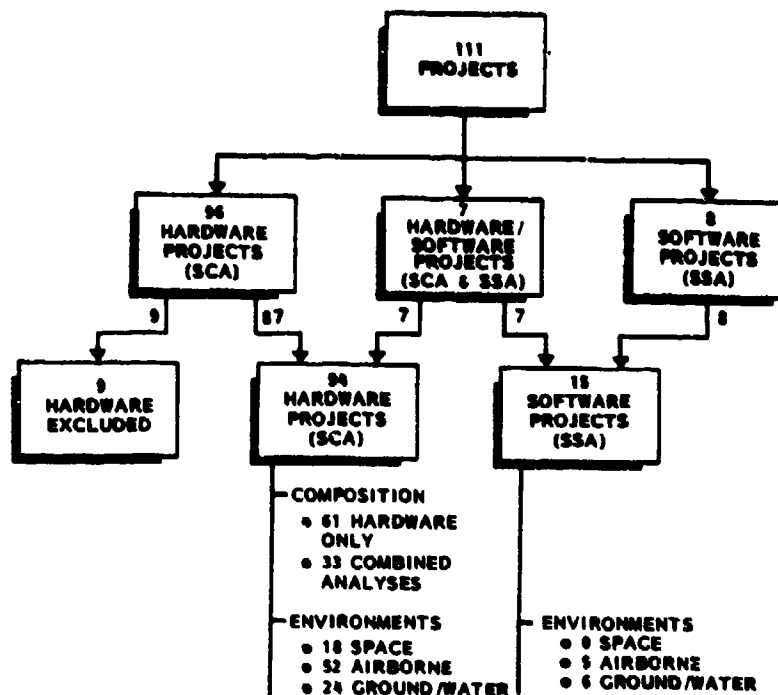 111
PROJECTS
96
HARDWARE
PROJECTS
(SCA)
7
HARDWARE/
SOFTWARE
PROJECTS
(SCA & SSA)
8
SOFTWARE
PROJECTS
(SSA)
9
87
7
7
8
9
HARDWARE
EXCLUDED
94
HARDWARE
PROJECTS
(SCA)
15
SOFTWARE
PROJECTS
(SSA)
COMPOSITION
• 61 HARDWARE
ONLY
• 33 COMBINED
ANALYSES
ENVIRONMENTS
• 18 SPACE
• 52 AIRBORNE
• 24 GROUND/WATER
ENVIRONMENTS
• SPACE
• 5 AIRBORNE
• 6 GROUND/WATER